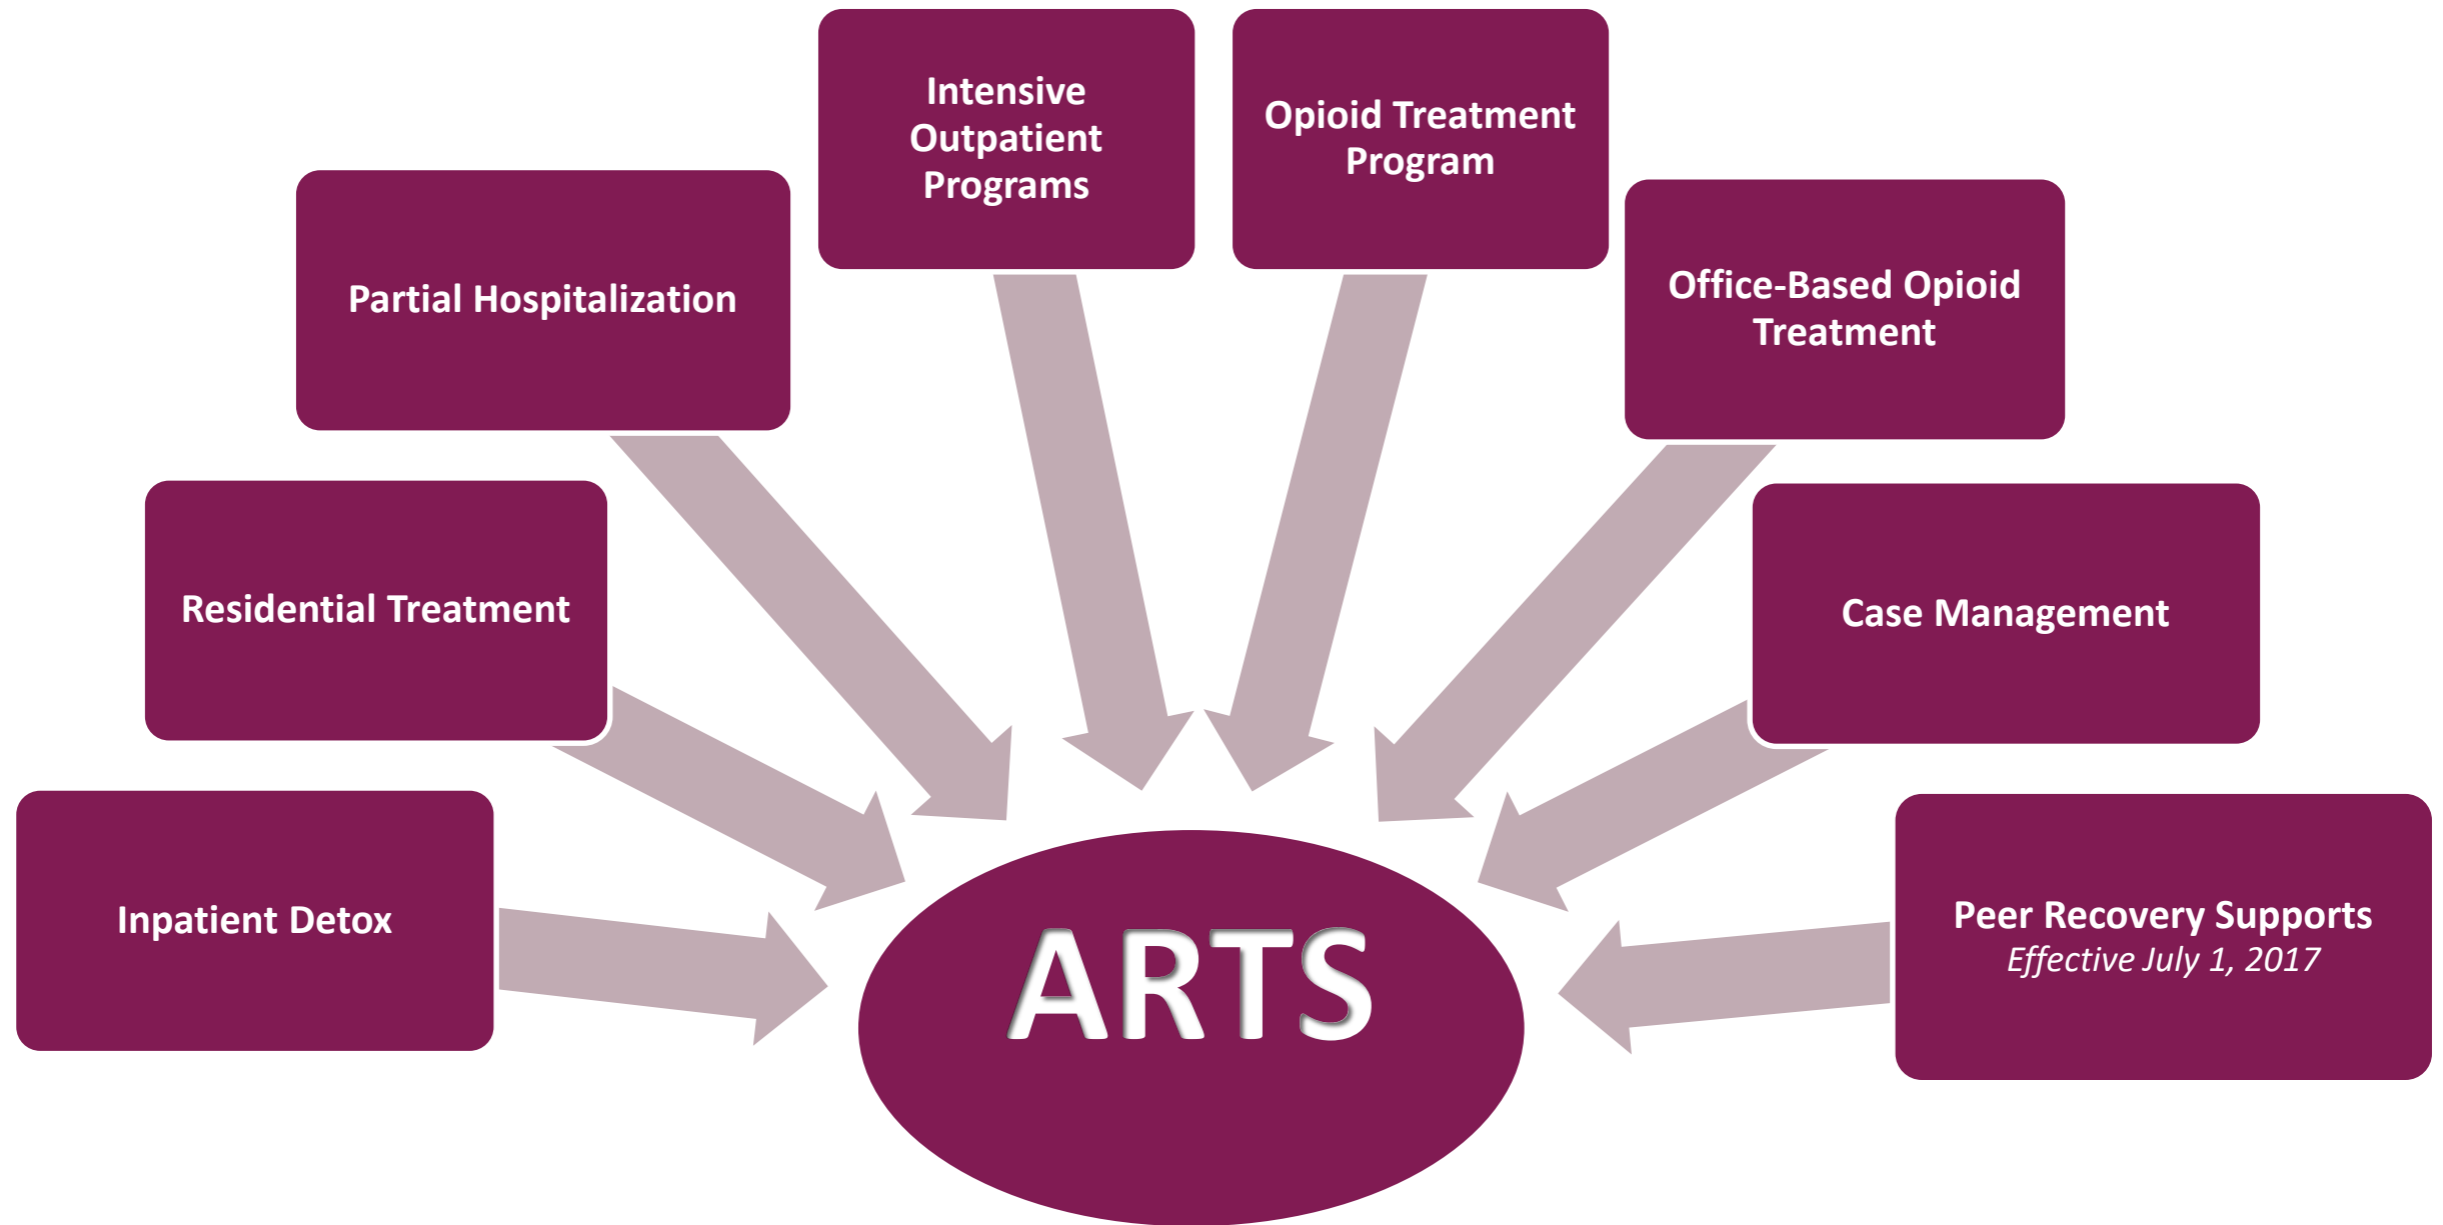 Intensive
Outpatient
Programs
Opioid Treatment
Program
Partial Hospitalization
Office-Based Opioid
Treatment
Residential Treatment
Case Management
Inpatient Detox
Peer Recovery Supports
Effective July 1, 2017
ARTS